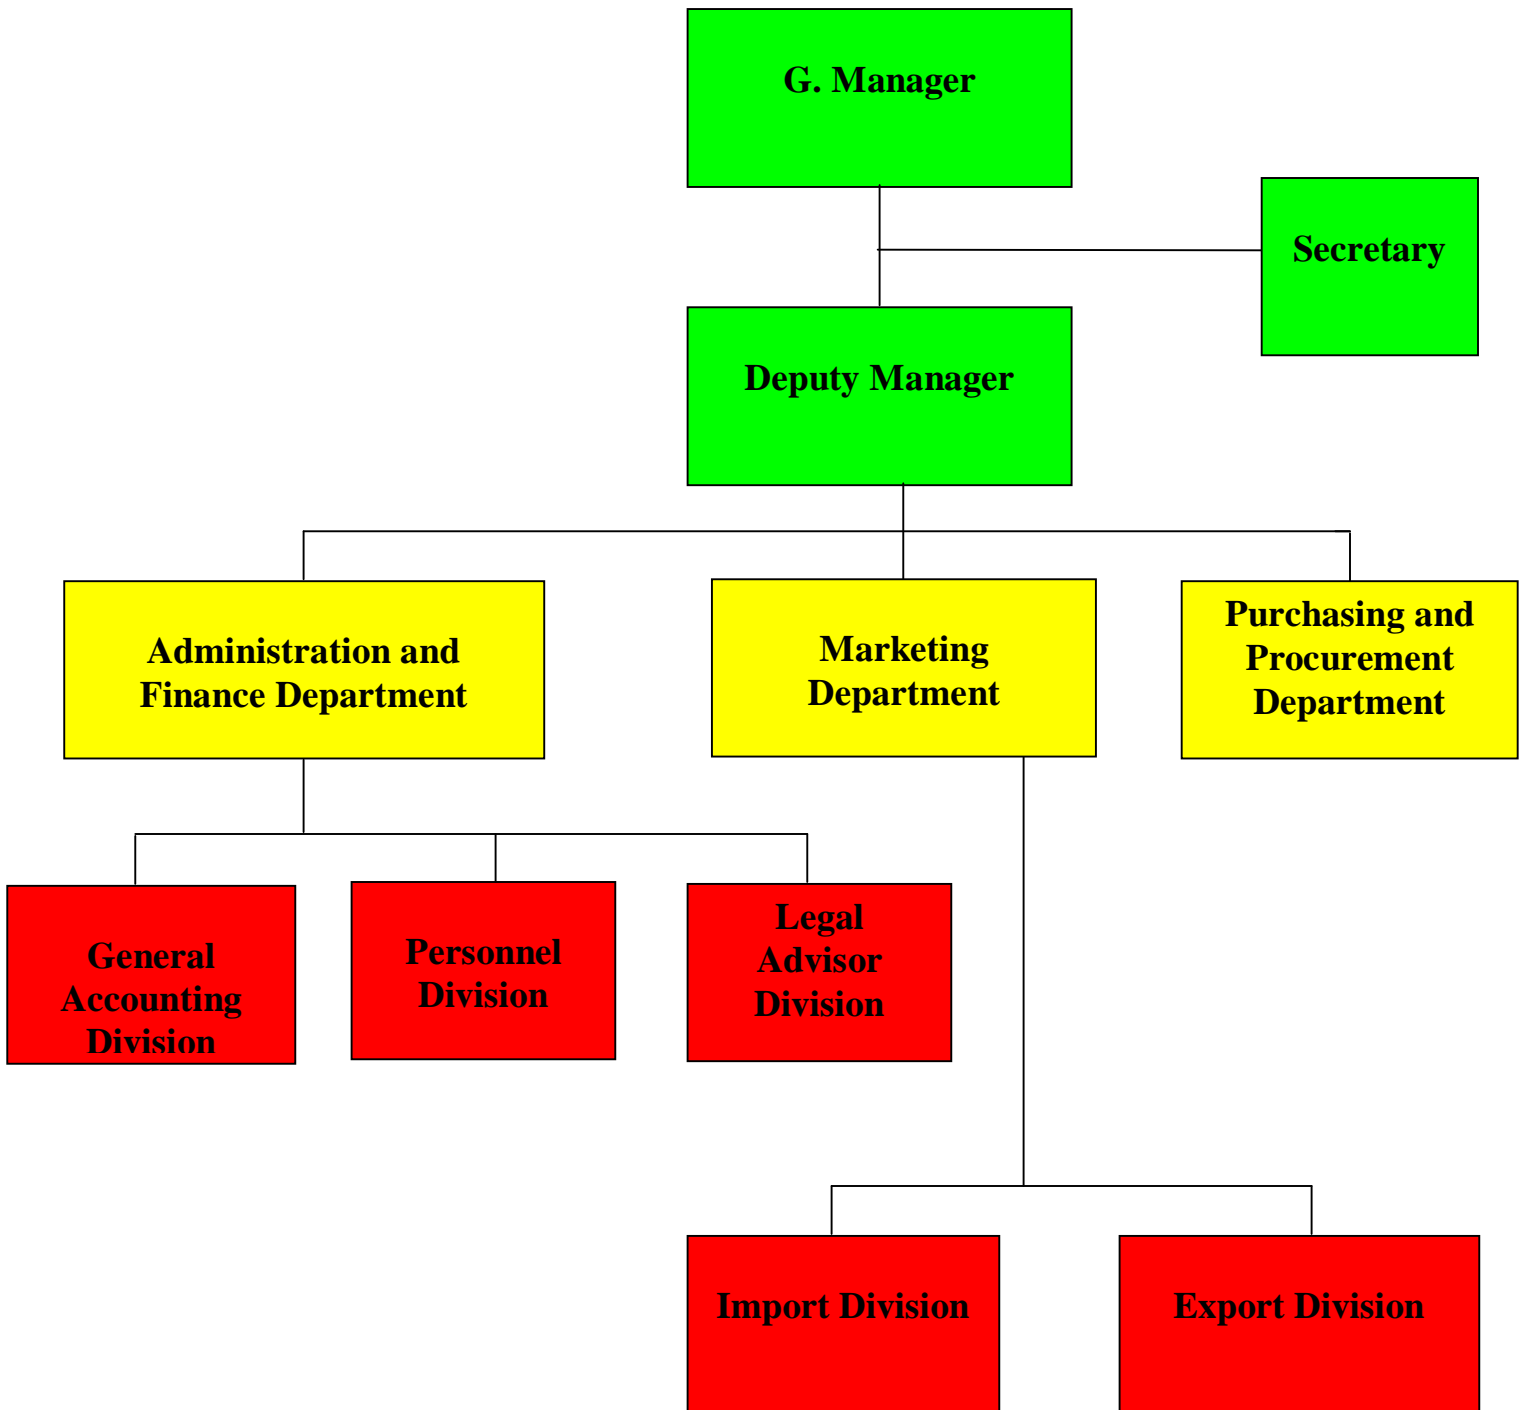 G. Manager
Secretary
Deputy Manager
Administration and
Finance Department
Marketing
Department
Purchasing and
Procurement
Department
General
Accounting
Division
Personnel
Division
Legal
Advisor
Division
Import Division
Export Division